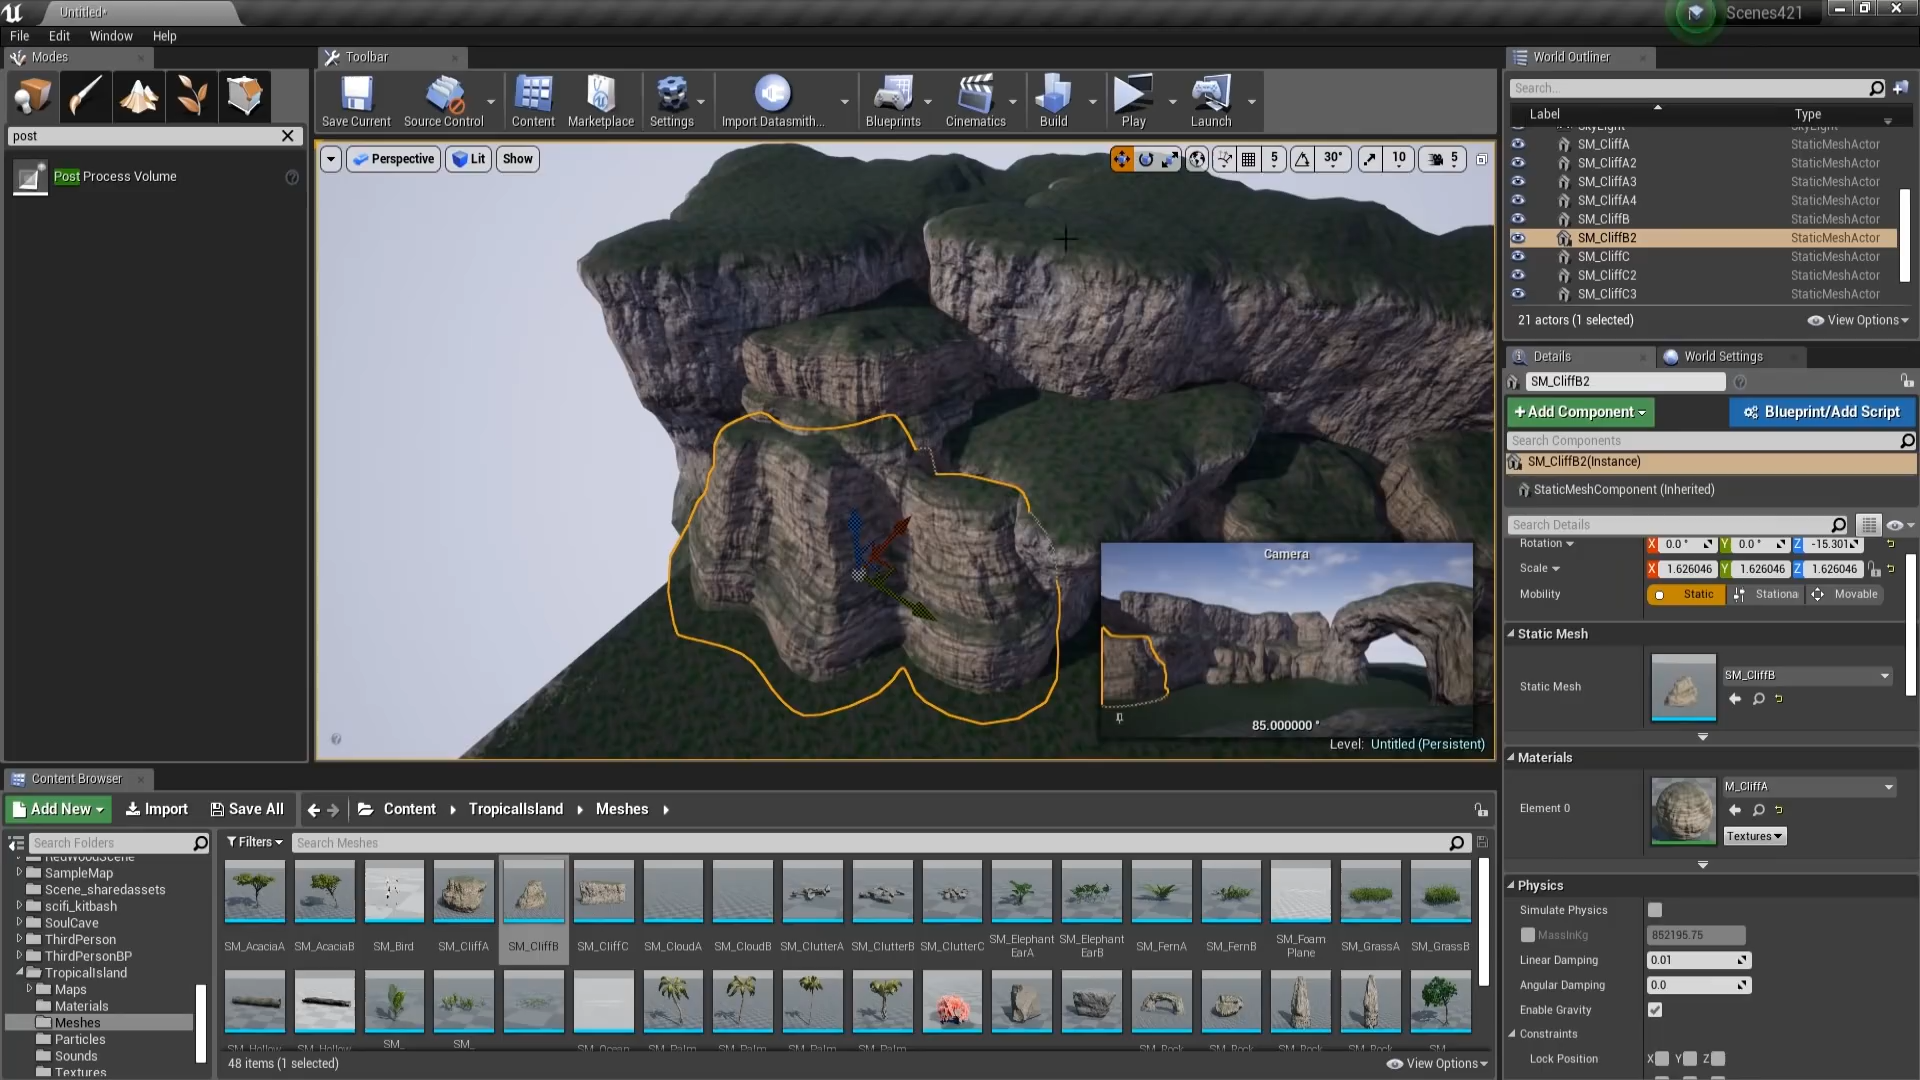 Untitled*
Scenes421
File Edit Window Help
Modes
Toolbar
World Outliner
Save Current
Source Control
Content
Marketplace
Settings
Import Datasmith...
Blueprints
Cinematics
Build
Play
Launch
Search...
Label Type
post
Post Process Volume
Perspective Lit Show
5 30° 10 5
SkyLight SkyLight
SM_CliffA StaticMeshActor
SM_CliffA2 StaticMeshActor
SM_CliffA3 StaticMeshActor
SM_CliffA4 StaticMeshActor
SM_CliffB StaticMeshActor
SM_CliffB2 StaticMeshActor
SM_CliffC StaticMeshActor
SM_CliffC2 StaticMeshActor
SM_CliffC3 StaticMeshActor
21 actors (1 selected) View Options
Details World Settings
SM_CliffB2
+Add Component Blueprint/Add Script
Search Components
SM_CliffB2(Instance)
StaticMeshComponent (Inherited)
Search Details
Rotation X 0.0 ° Y 0.0 ° Z -15.301
Scale X 1.626046 Y 1.626046 Z 1.626046
Mobility Static Stationa Movable
Static Mesh
Static Mesh SM_CliffB
Materials
Element 0 M_CliffA
Textures
Physics
Simulate Physics
MassInKg 852195.75
Linear Damping 0.01
Angular Damping 0.0
Enable Gravity
Constraints
Lock Position X Y Z
Camera
85.000000 °
Level: Untitled (Persistent)
Content Browser
Add New Import Save All Content TropicalIsland Meshes
Search Folders
Filters Search Meshes
RedWoodScene
SampleMap
Scene_sharedassets
scifi_kitbash
SoulCave
ThirdPerson
ThirdPersonBP
TropicalIsland
Maps
Materials
Meshes
Particles
Sounds
Textures
SM_AcaciaA SM_AcaciaB SM_Bird SM_CliffA SM_CliffB SM_CliffC SM_CloudA SM_CloudB SM_ClutterA SM_ClutterB SM_ClutterC SM_Elephant EarA SM_Elephant EarB SM_FernA SM_FernB SM_Foam Plane SM_GrassA SM_GrassB
SM_Hollow SM_Hollow SM_ SM_ SM_Ocean SM_Palm SM_Palm SM_Palm SM_Palm SM_Rock SM_Rock SM_Rock SM_Rock SM_
48 items (1 selected) View Options